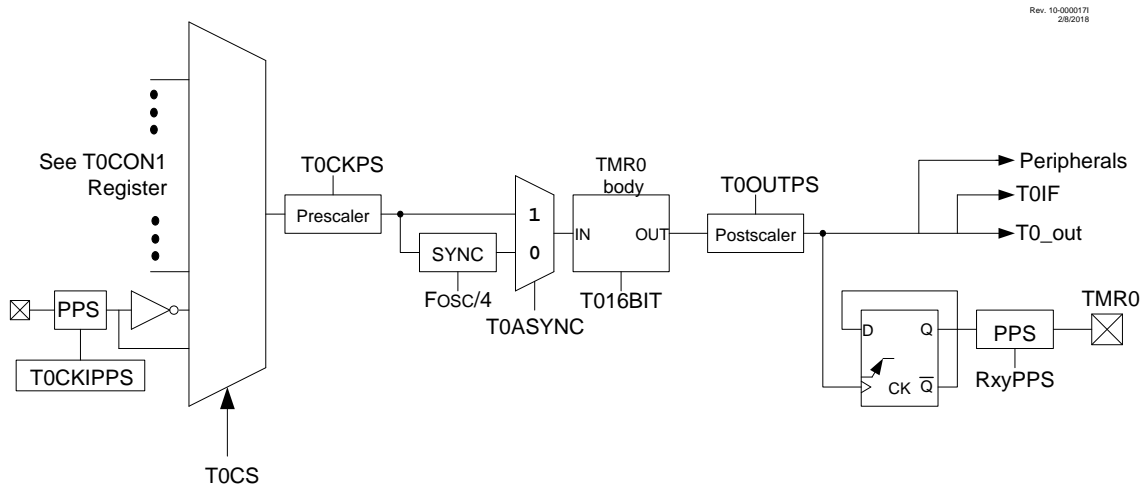 Rev. 10-000017I
2/8/2018
See T0CON1
Register
T0CKPS
Prescaler
SYNC
FOSC/4
1
0
T0ASYNC
TMR0
body
IN
OUT
T016BIT
T0OUTPS
Postscaler
Peripherals
T0IF
T0_out
PPS
T0CKIPPS
T0CS
D
Q
CK
Q̅
PPS
RxyPPS
TMR0